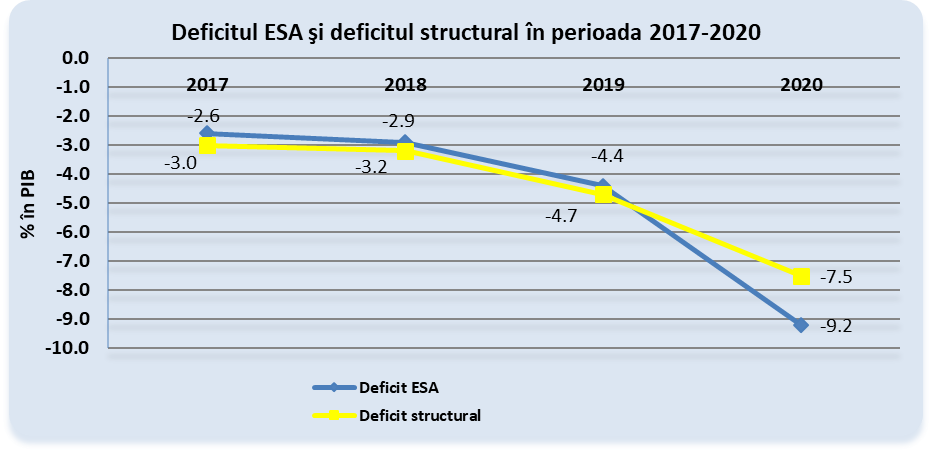 Deficitul ESA şi deficitul structural în perioada 2017-2020
0.0
2017 2018 2019 2020
-1.0
-2.0
-2.6 -2.9
-3.0
-3.0 -3.2 -4.4
-4.0
-5.0
-4.7
-6.0
-7.0
-7.5
-8.0
-9.0
-9.2
-10.0
% în PIB
Deficit ESA
Deficit structural